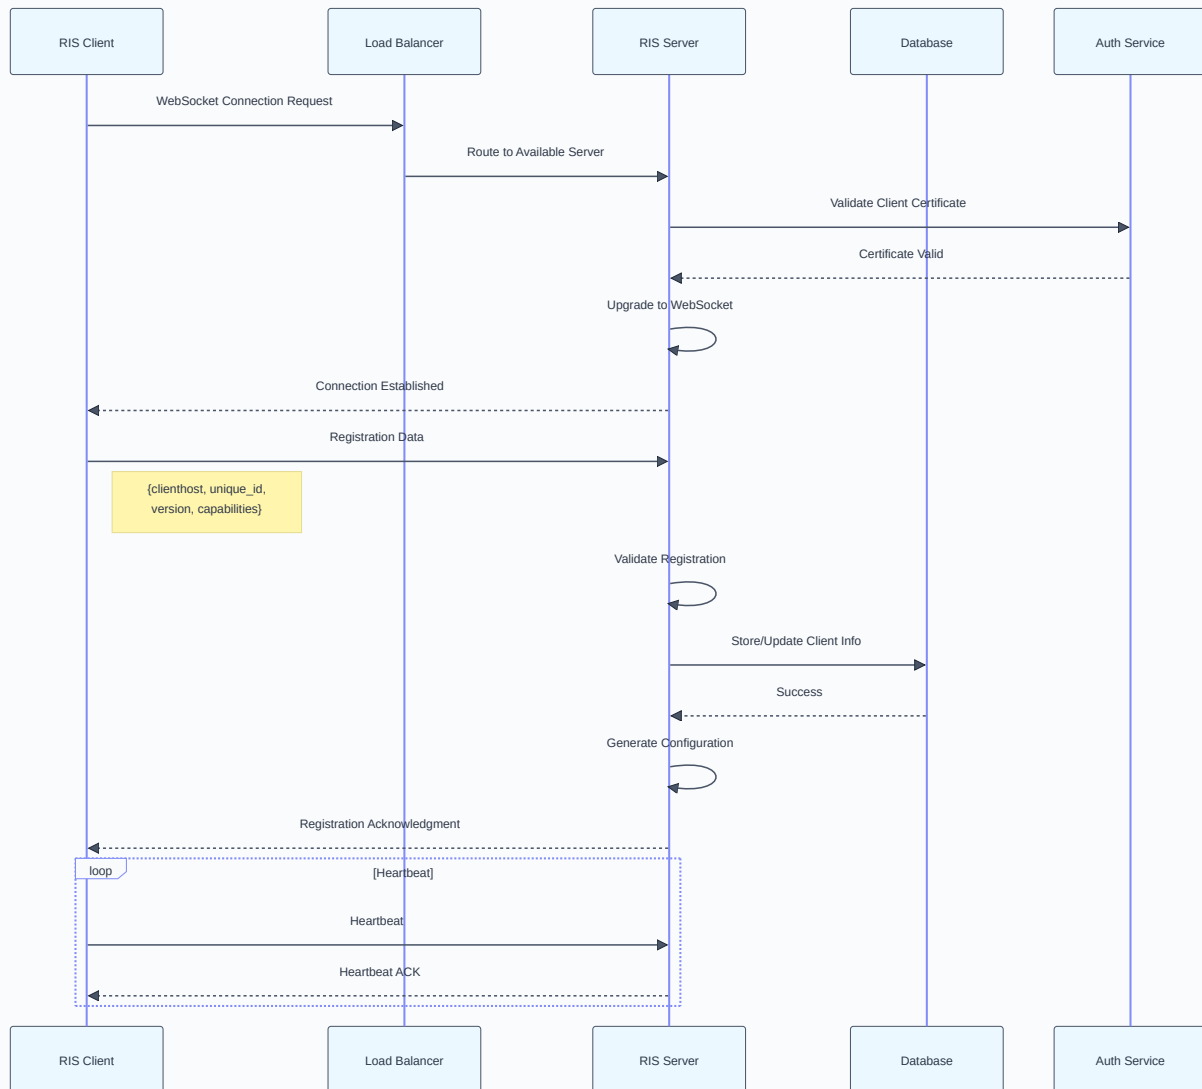 RIS Client
Load Balancer
RIS Server
Database
Auth Service
WebSocket Connection Request
Route to Available Server
Validate Client Certificate
Certificate Valid
Upgrade to WebSocket
Connection Established
Registration Data
{clienthost, unique_id,
version, capabilities}
Validate Registration
Store/Update Client Info
Success
Generate Configuration
Registration Acknowledgment
loop
[Heartbeat]
Heartbeat
Heartbeat ACK
RIS Client
Load Balancer
RIS Server
Database
Auth Service